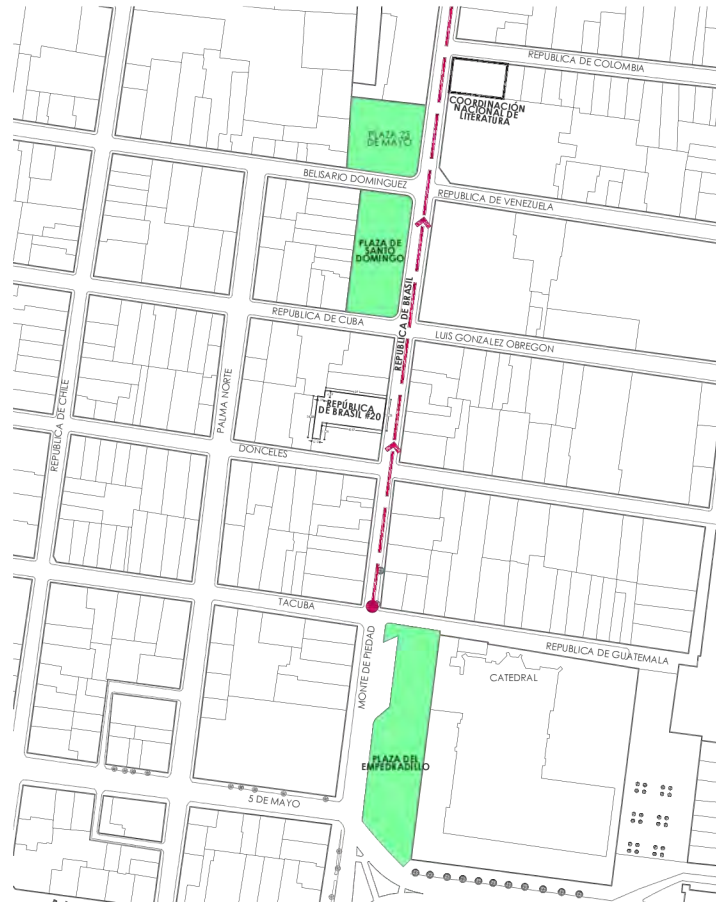 REPUBLICA DE COLOMBIA
COORDINACIÓN
NACIONAL DE
LITERATURA
PLAZA 23
DE MAYO
BELISARIO DOMINGUEZ
REPUBLICA DE VENEZUELA
PLAZA DE
SANTO
DOMINGO
REPUBLICA DE BRASIL
REPUBLICA DE CUBA
LUIS GONZALEZ OBREGON
REPUBLICA DE CHILE
PALMA NORTE
REPÚBLICA
DE BRASIL #20
DONCELES
TACUBA
MONTE DE PIEDAD
REPUBLICA DE GUATEMALA
CATEDRAL
PLAZA DEL
EMPEDRADILLO
5 DE MAYO